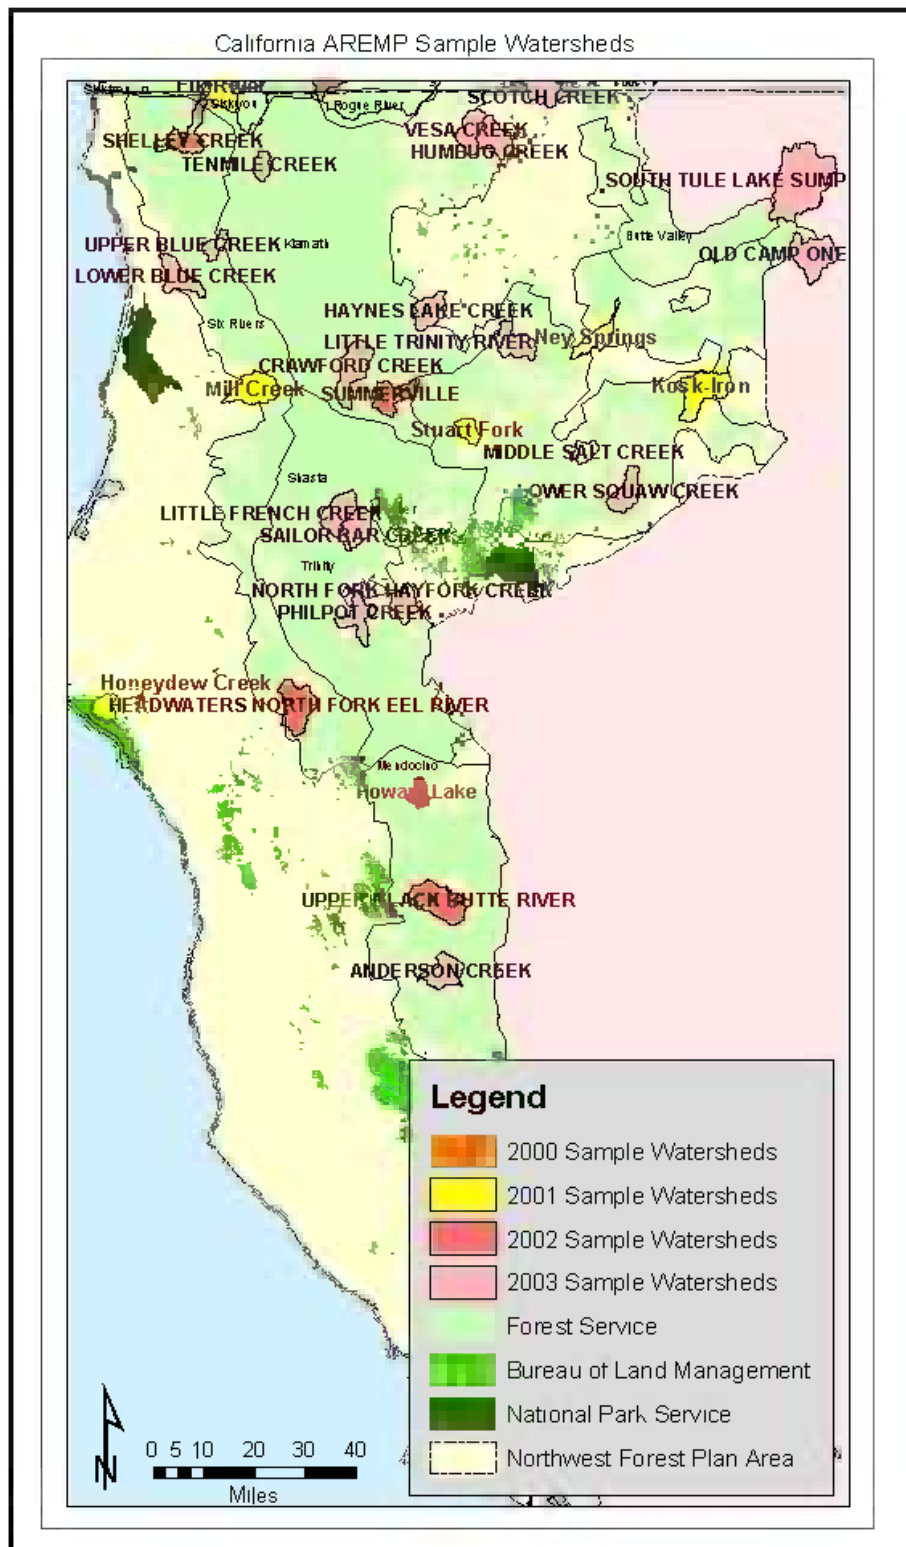 California AREMP Sample Watersheds
Elk River
Siskiyou
Rogue River
SCOTCH CREEK
VESA CREEK
SHELLEY CREEK
HUMBUG CREEK
TENMILE CREEK
SOUTH TULE LAKE SUMP
Butte Valley
UPPER BLUE CREEK
Klamath
OLD CAMP ONE
LOWER BLUE CREEK
HAYNES LAKE CREEK
Six Rivers
LITTLE TRINITY RIVER
Ney Springs
CRAWFORD CREEK
Mill Creek
SUMMERVILLE
Kosk-Iron
Stuart Fork
MIDDLE SALT CREEK
Shasta
OWER SQUAW CREEK
LITTLE FRENCH CREEK
SAILOR BAR CREEK
Trinity
NORTH FORK HAYFORK CREEK
PHILPOT CREEK
Honeydew Creek
HEADWATERS NORTH FORK EEL RIVER
Mendocino
Howard Lake
UPPER BLACK BUTTE RIVER
ANDERSON CREEK
Legend
2000 Sample Watersheds
2001 Sample Watersheds
2002 Sample Watersheds
2003 Sample Watersheds
Forest Service
Bureau of Land Management
National Park Service
Northwest Forest Plan Area
N
0 5 10 20 30 40
Miles